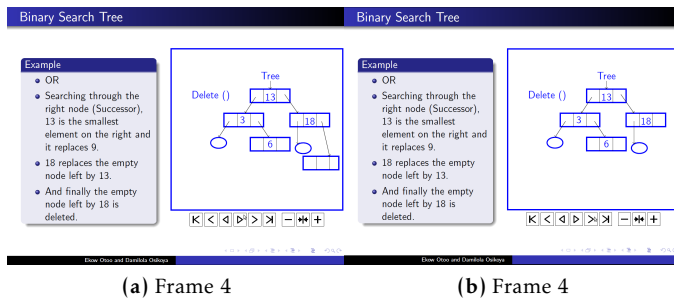 Binary Search Tree
Example
OR
Searching through the
right node (Successor),
13 is the smallest
element on the right and
it replaces 9.
18 replaces the empty
node left by 13.
And finally the empty
node left by 18 is
deleted.
Tree
Delete ()
13
3
18
6
Ekow Otoo and Damilola Osikoya
Binary Search Tree
Example
OR
Searching through the
right node (Successor),
13 is the smallest
element on the right and
it replaces 9.
18 replaces the empty
node left by 13.
And finally the empty
node left by 18 is
deleted.
Tree
Delete ()
13
3
18
6
Ekow Otoo and Damilola Osikoya
(a) Frame 4
(b) Frame 4